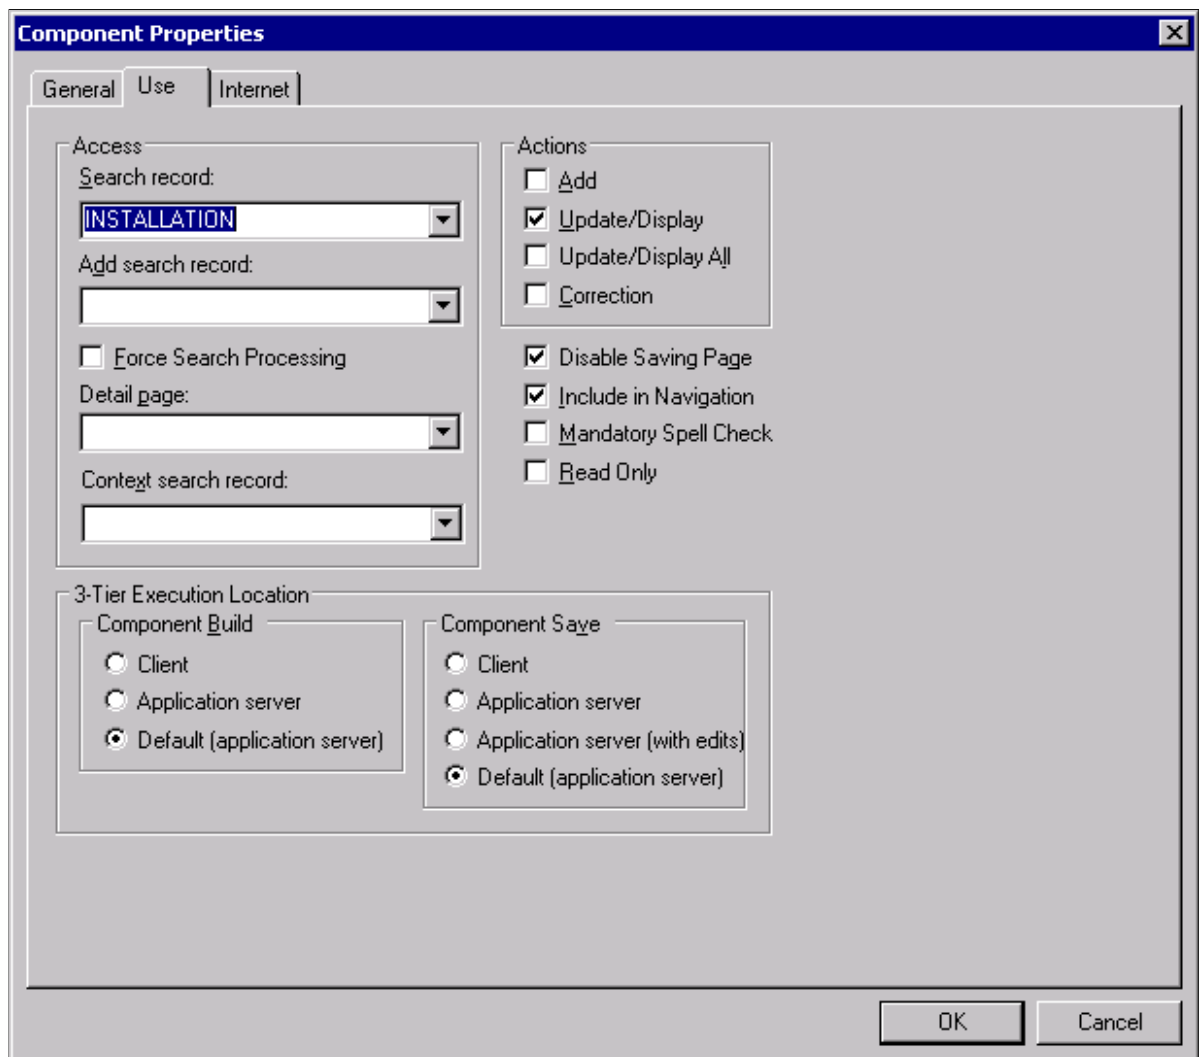 Component Properties
General Use Internet
Access
Search record:
INSTALLATION
Add search record:
Force Search Processing
Detail page:
Context search record:
Actions
Add
Update/Display
Update/Display All
Correction
Disable Saving Page
Include in Navigation
Mandatory Spell Check
Read Only
3-Tier Execution Location
Component Build
Client
Application server
Default (application server)
Component Save
Client
Application server
Application server (with edits)
Default (application server)
OK Cancel